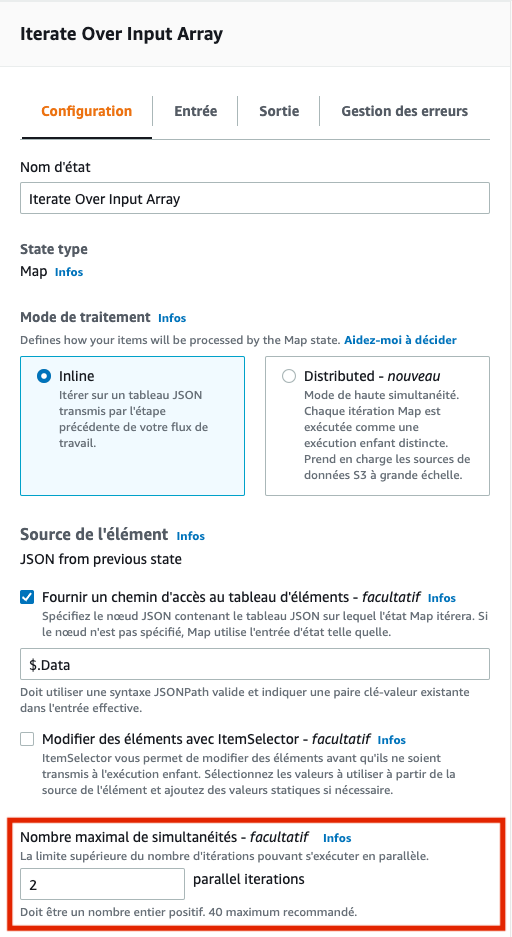 Iterate Over Input Array
Configuration
Entrée
Sortie
Gestion des erreurs
Nom d'état
Iterate Over Input Array
State type
Map Infos
Mode de traitement Infos
Defines how your items will be processed by the Map state. Aidez-moi à décider
Inline
Itérer sur un tableau JSON
transmis par l'étape
précédente de votre flux de
travail.
Distributed - nouveau
Mode de haute simultanéité.
Chaque itération Map est
exécutée comme une
exécution enfant distincte.
Prend en charge les sources de
données S3 à grande échelle.
Source de l'élément Infos
JSON from previous state
Fournir un chemin d'accès au tableau d'éléments - facultatif Infos
Spécifiez le nœud JSON contenant le tableau JSON sur lequel l'état Map itérera. Si
le nœud n'est pas spécifié, Map utilise l'entrée d'état telle quelle.
$.Data
Doit utiliser une syntaxe JSONPath valide et indiquer une paire clé-valeur existante
dans l'entrée effective.
Modifier des éléments avec ItemSelector - facultatif Infos
ItemSelector vous permet de modifier des éléments avant qu'ils ne soient
transmis à l'exécution enfant. Sélectionnez les valeurs à utiliser à partir de la
source de l'élément et ajoutez des valeurs statiques si nécessaire.
Nombre maximal de simultanéités - facultatif Infos
La limite supérieure du nombre d'itérations pouvant s'exécuter en parallèle.
2 parallel iterations
Doit être un nombre entier positif. 40 maximum recommandé.